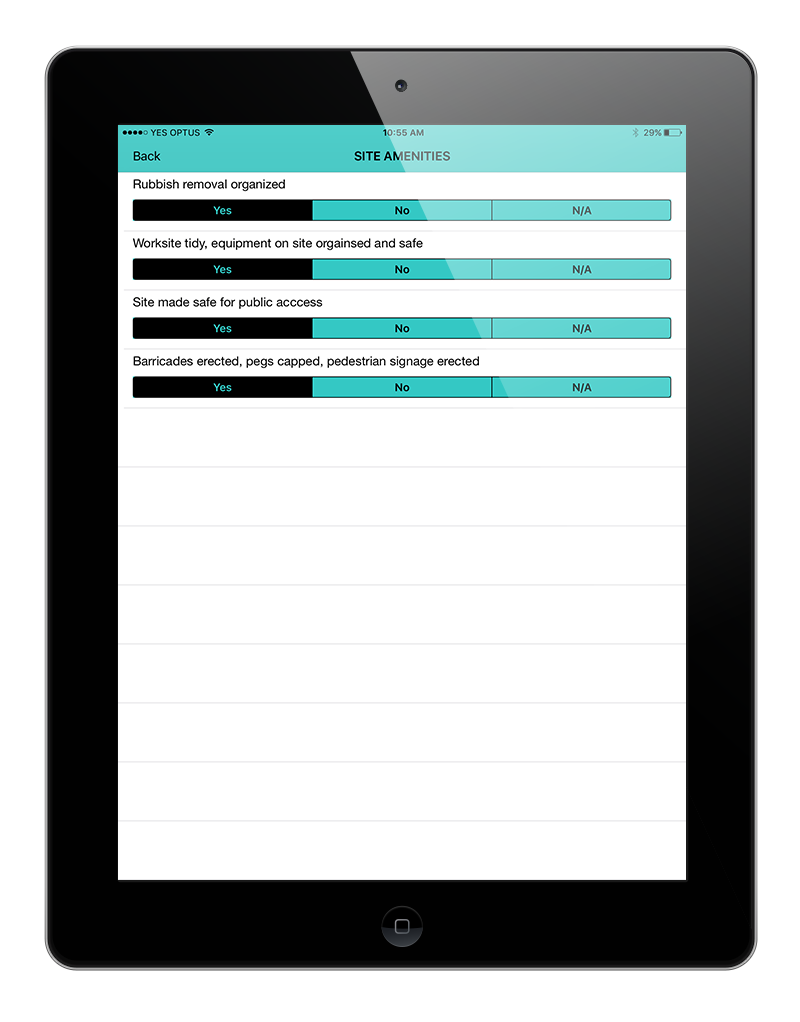 YES OPTUS 10:55 AM 29%
Back SITE AMENITIES
Rubbish removal organized
Yes No N/A
Worksite tidy, equipment on site orgainsed and safe
Yes No N/A
Site made safe for public acccess
Yes No N/A
Barricades erected, pegs capped, pedestrian signage erected
Yes No N/A